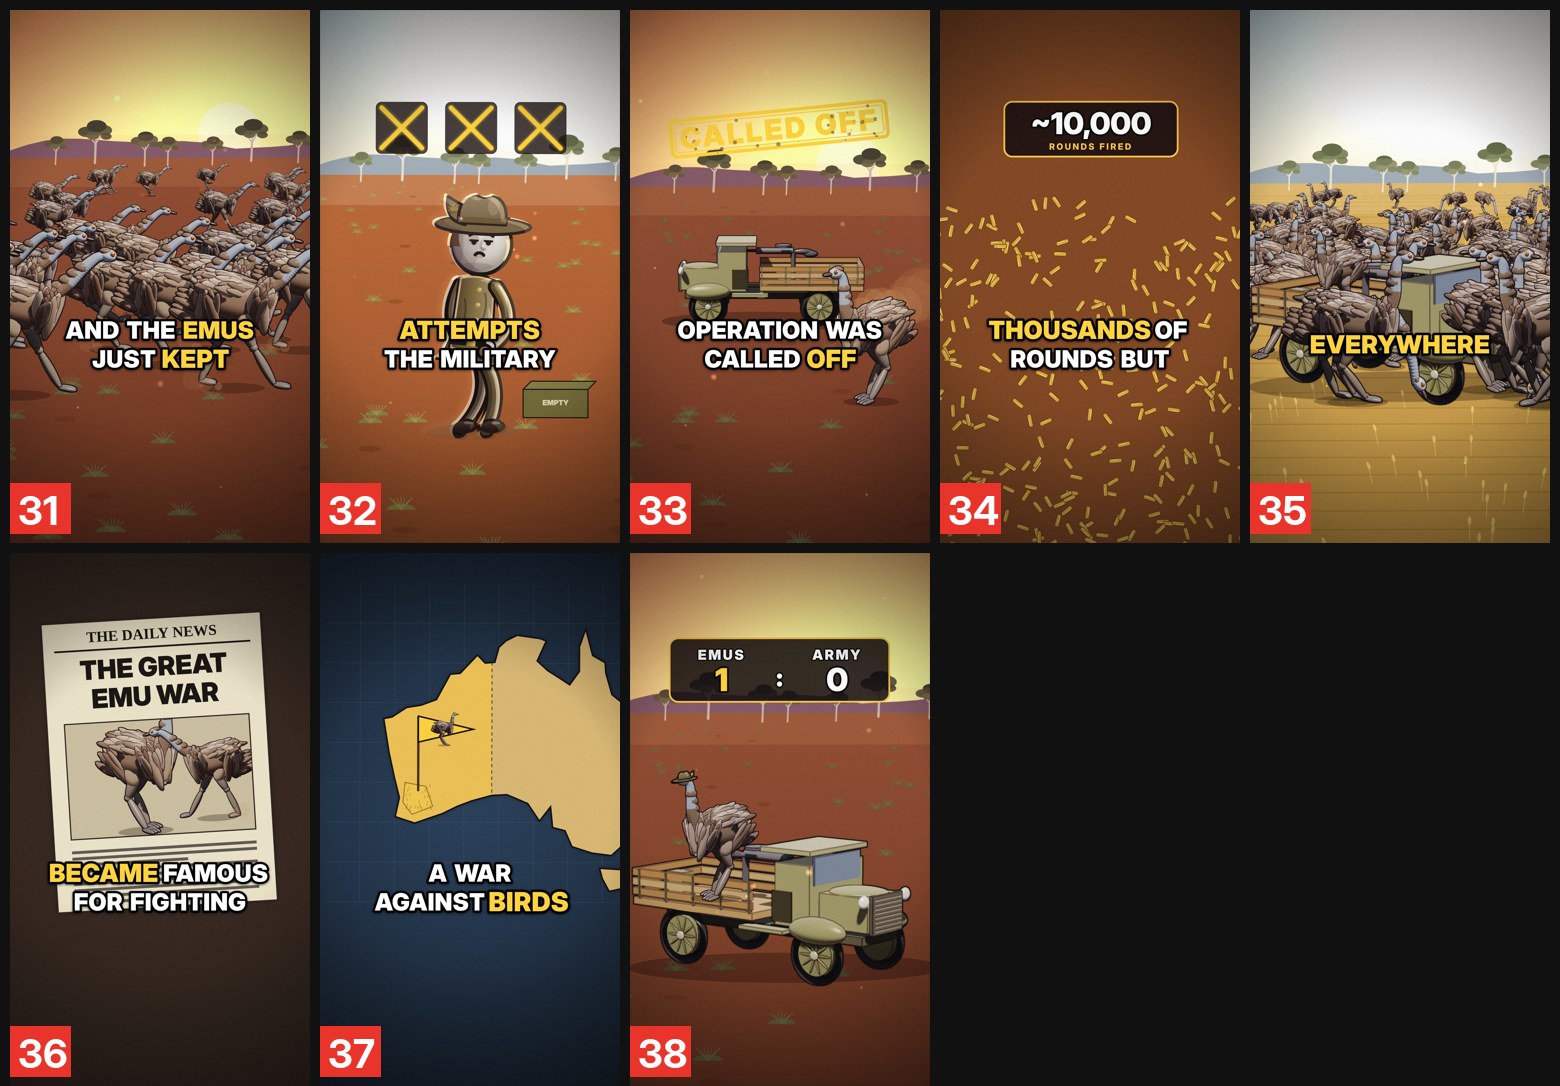 AND THE EMUS
JUST KEPT
31
ATTEMPTS
THE MILITARY
EMPTY
32
CALLED OFF
OPERATION WAS
CALLED OFF
33
~10,000
ROUNDS FIRED
THOUSANDS OF
ROUNDS BUT
34
EVERYWHERE
35
THE DAILY NEWS
THE GREAT
EMU WAR
BECAME FAMOUS
FOR FIGHTING
36
A WAR
AGAINST BIRDS
37
EMUS ARMY
1 : 0
38